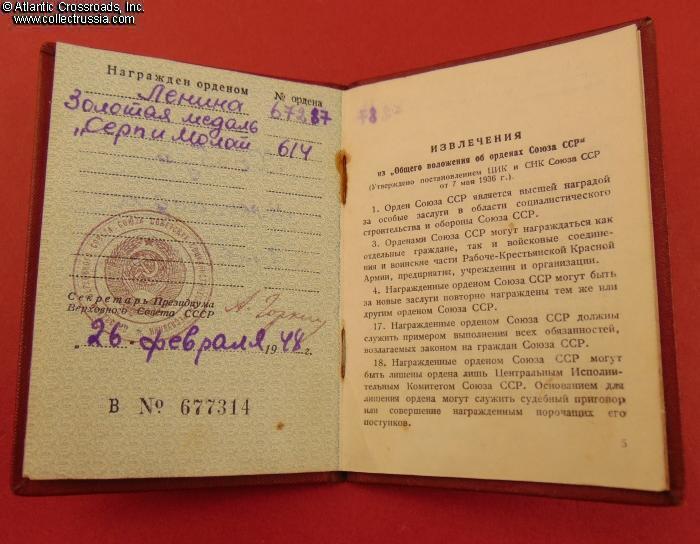 © Atlantic Crossroads, Inc.
www.collectrussia.com
Награжден орденом
№ ордена
Ленина 67287
Золотая медаль
„Серп и Молот 614
Секретарь Президиума
Верховного Совета СССР
„26 февраля 1948 г.
В № 677314
ИЗВЛЕЧЕНИЯ
из „Общего положения об орденах Союза ССР“
(Утверждено постановлением ЦИК и СНК Союза ССР
от 7 мая 1936 г.).
1. Орден Союза ССР является высшей наградой
за особые заслуги в области социалистического
строительства и обороны Союза ССР.
3. Орденами Союза ССР могут награждаться как
отдельные граждане, так и войсковые соедине-
ния и воинские части Рабоче-Крестьянской Красной
Армии, предприятия, учреждения и организации.
4. Награжденные орденом Союза ССР могут быть
за новые заслуги повторно награждены тем же или
другим орденом Союза ССР.
17. Награжденные орденом Союза ССР должны
служить примером выполнения всех обязанностей,
возлагаемых законом на граждан Союза ССР.
18. Награжденные орденом Союза ССР могут
быть лишены ордена лишь Центральным Исполни-
тельным Комитетом Союза ССР. Основанием для
лишения ордена могут служить судебный приговор
или совершение награжденным порочащих его
поступков.
5